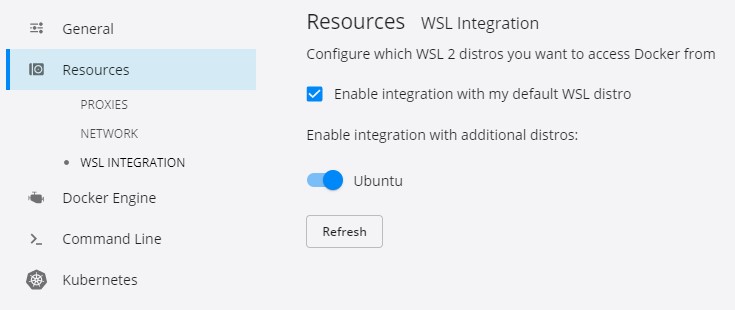 General
Resources
PROXIES
NETWORK
WSL INTEGRATION
Docker Engine
Command Line
Kubernetes
Resources WSL Integration
Configure which WSL 2 distros you want to access Docker from
Enable integration with my default WSL distro
Enable integration with additional distros:
Ubuntu
Refresh